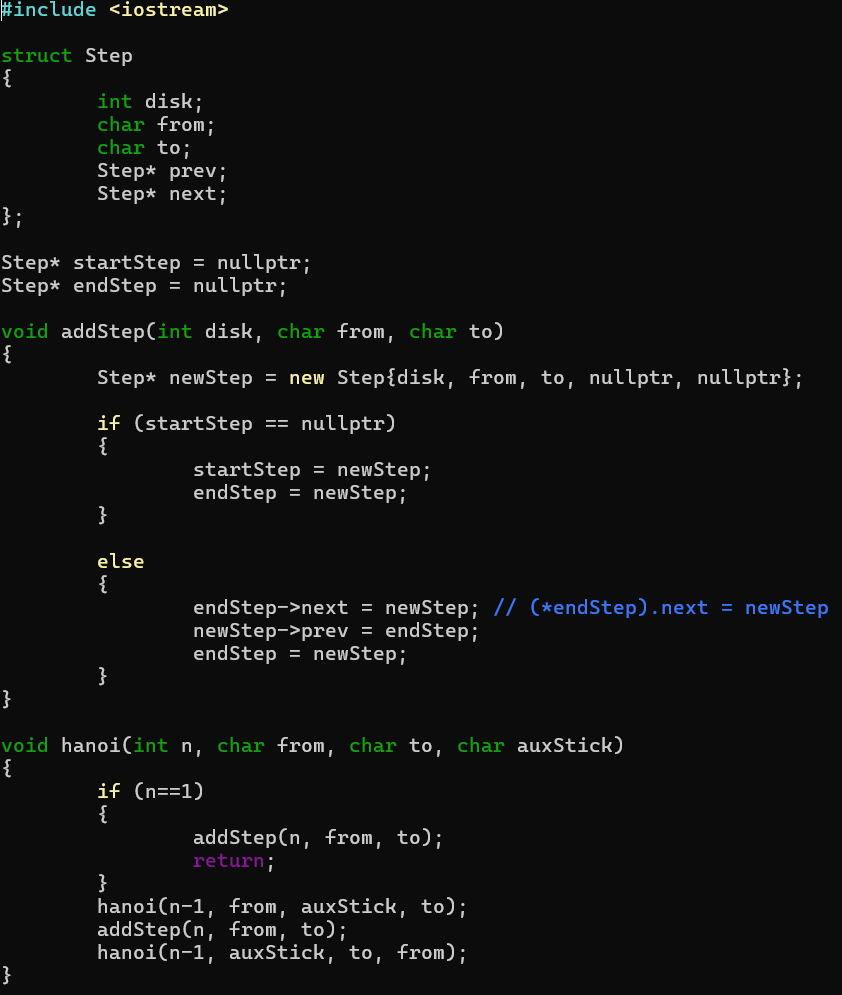 #include <iostream>

struct Step
{
        int disk;
        char from;
        char to;
        Step* prev;
        Step* next;
};

Step* startStep = nullptr;
Step* endStep = nullptr;

void addStep(int disk, char from, char to)
{
        Step* newStep = new Step{disk, from, to, nullptr, nullptr};

        if (startStep == nullptr)
        {
                startStep = newStep;
                endStep = newStep;
        }

        else
        {
                endStep->next = newStep; // (*endStep).next = newStep
                newStep->prev = endStep;
                endStep = newStep;
        }
}

void hanoi(int n, char from, char to, char auxStick)
{
        if (n==1)
        {
                addStep(n, from, to);
                return;
        }
        hanoi(n-1, from, auxStick, to);
        addStep(n, from, to);
        hanoi(n-1, auxStick, to, from);
}